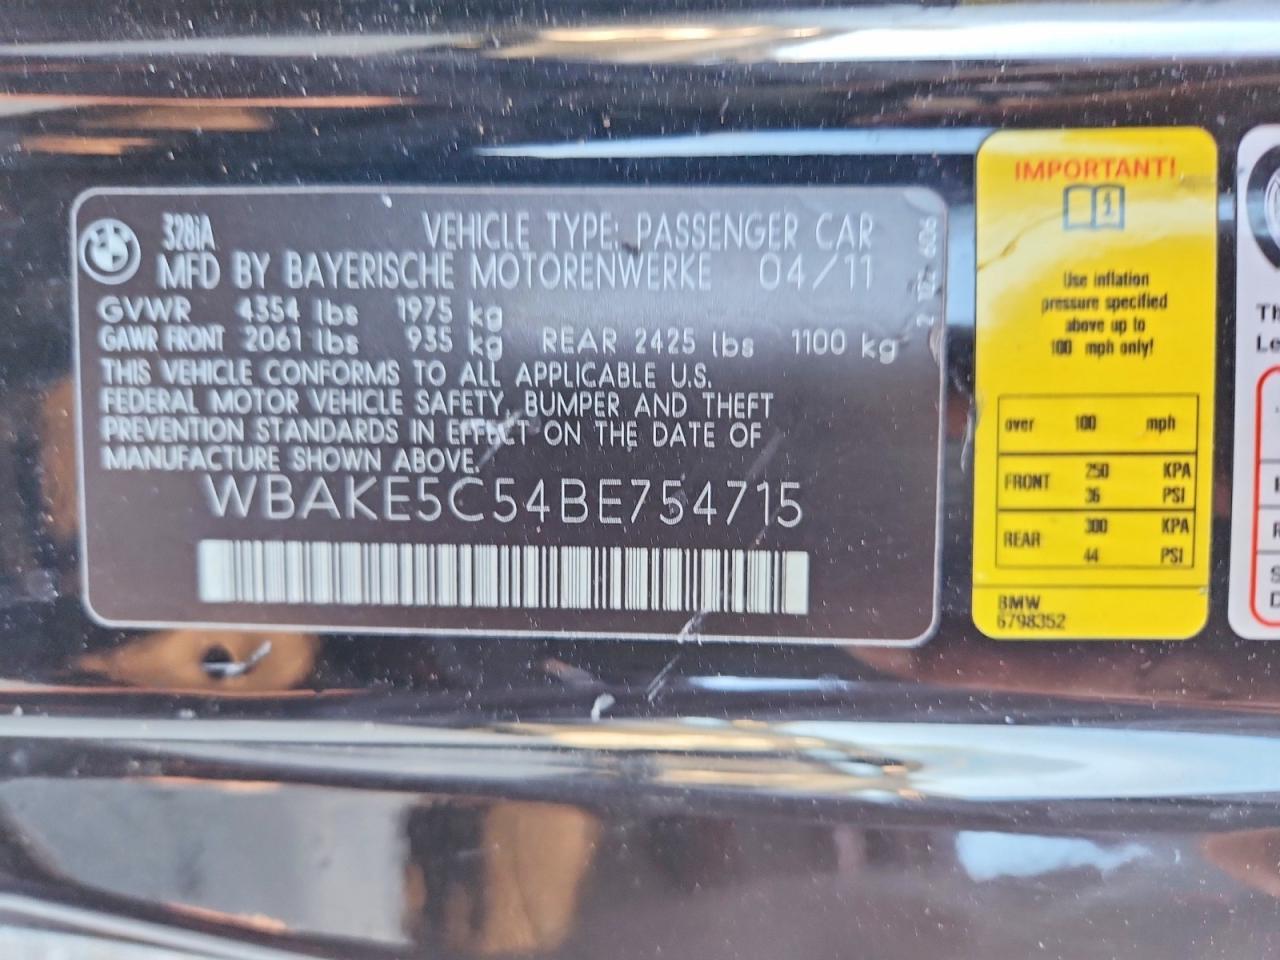 328iA
VEHICLE TYPE: PASSENGER CAR
MFD BY BAYERISCHE MOTORENWERKE 04/11
GVWR 4354 lbs 1975 kg
GAWR FRONT 2061 lbs 935 kg REAR 2425 lbs 1100 kg
THIS VEHICLE CONFORMS TO ALL APPLICABLE U.S.
FEDERAL MOTOR VEHICLE SAFETY, BUMPER AND THEFT
PREVENTION STANDARDS IN EFFECT ON THE DATE OF
MANUFACTURE SHOWN ABOVE.
WBAKE5C54BE754715
IMPORTANT!
Use inflation
pressure specified
above up to
100 mph only!
over 100 mph
FRONT 250 KPA
36 PSI
REAR 300 KPA
44 PSI
BMW
6798352
Th
Le